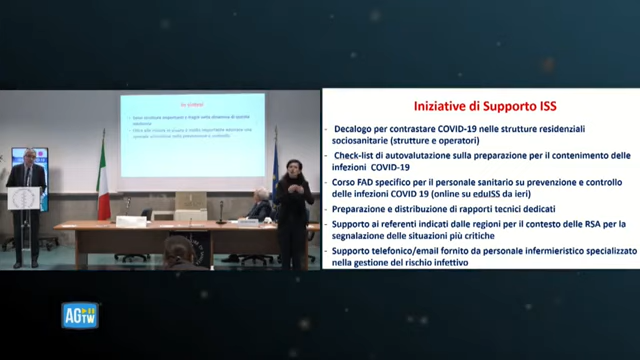 In sintesi
Iniziative di Supporto ISS
- Decalogo per contrastare COVID-19 nelle strutture residenziali
sociosanitarie (strutture e operatori)
- Check-list di autovalutazione sulla preparazione per il contenimento delle
infezioni COVID-19
- Corso FAD specifico per il personale sanitario su prevenzione e controllo
delle infezioni COVID 19 (online su eduISS da ieri)
- Preparazione e distribuzione di rapporti tecnici dedicati
- Supporto ai referenti indicati dalle regioni per il contesto delle RSA per la
segnalazione delle situazioni più critiche
- Supporto telefonico/email fornito da personale infermieristico specializzato
nella gestione del rischio infettivo
AG
TW